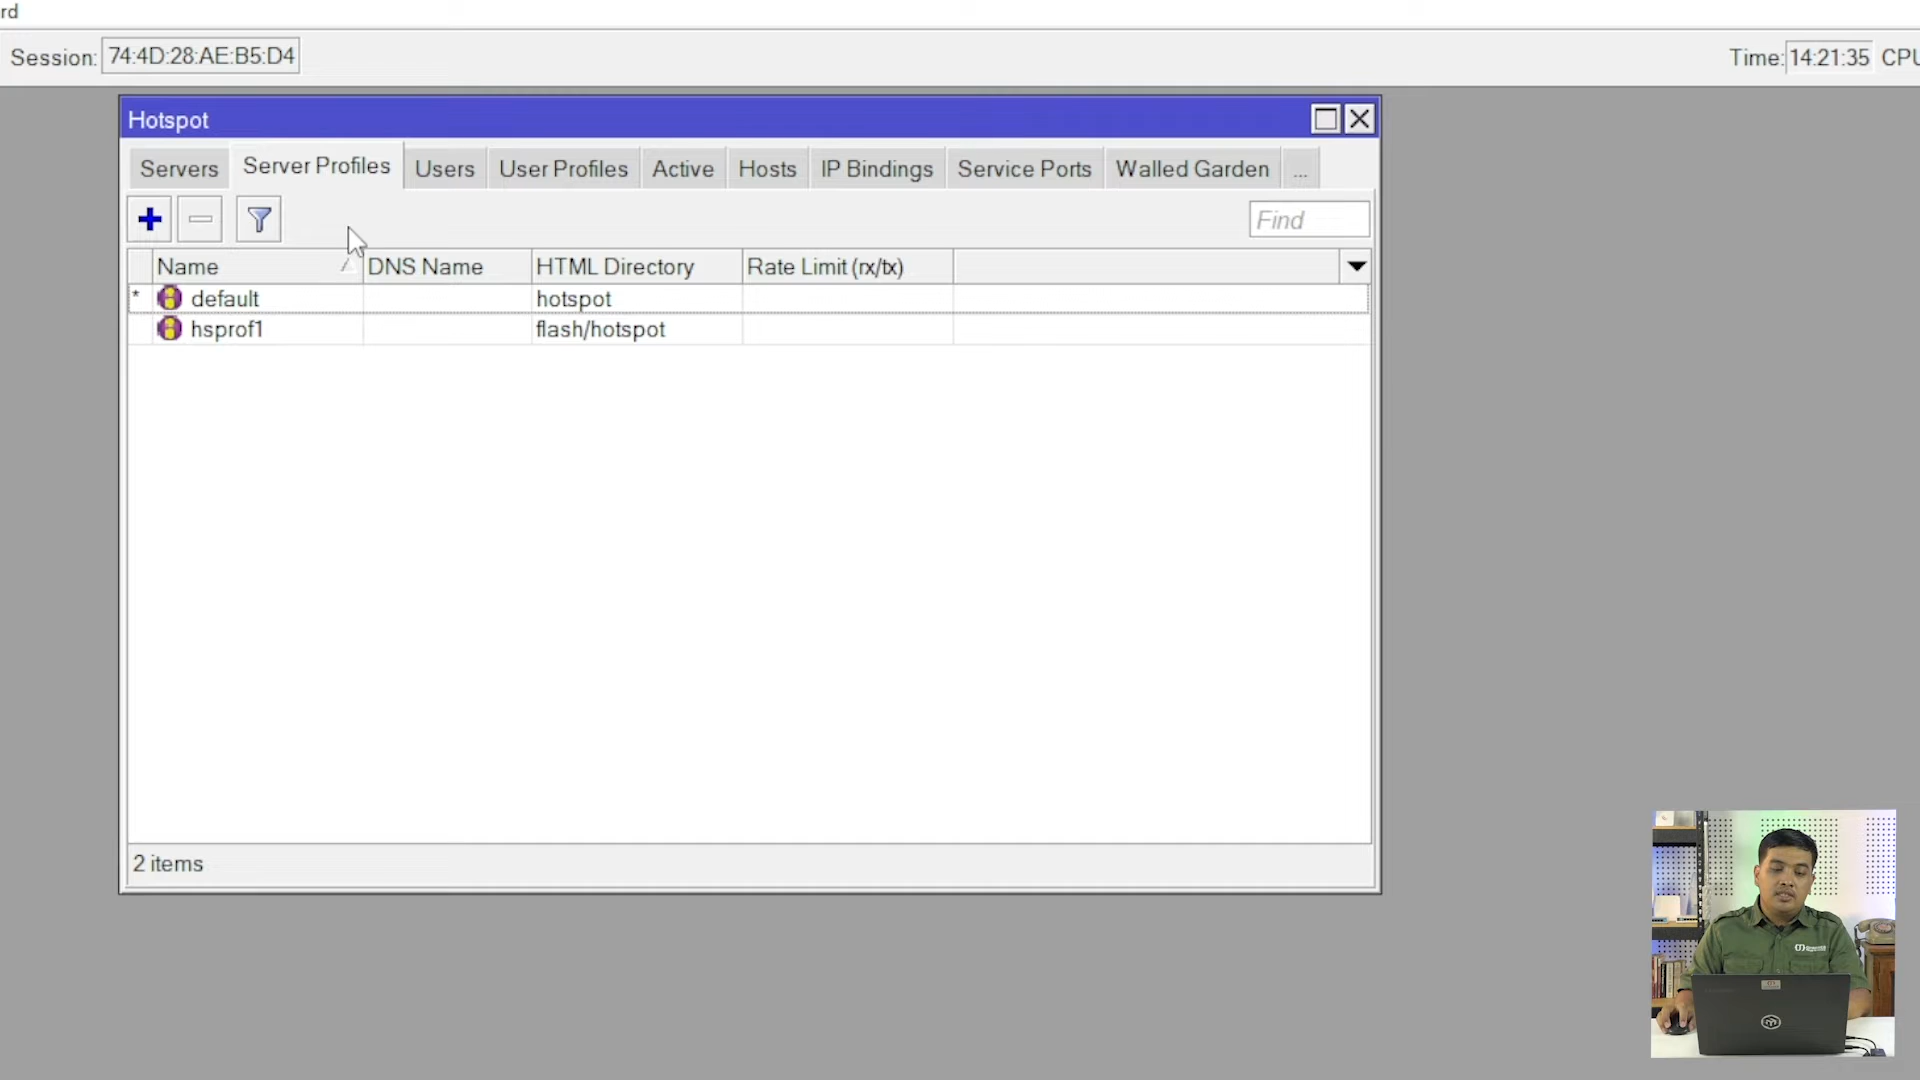 rd
Session: 74:4D:28:AE:B5:D4 Time: 14:21:35 CPU
Hotspot
Servers Server Profiles Users User Profiles Active Hosts IP Bindings Service Ports Walled Garden ...
Find
Name DNS Name HTML Directory Rate Limit (rx/tx)
* default hotspot
hsprof1 flash/hotspot
2 items